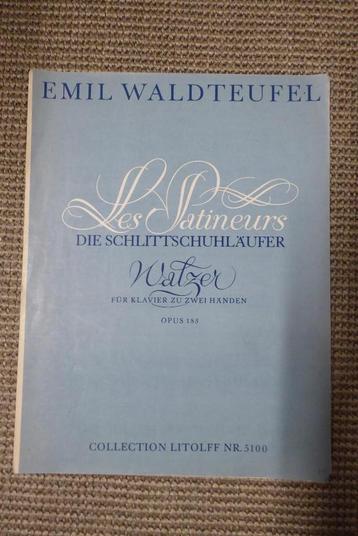 EMIL WALDTEUFEL
Les Patineurs
DIE SCHLITTSCHUHLÄUFER
Walzer
FÜR KLAVIER ZU ZWEI HÄNDEN
OPUS 183
COLLECTION LITOLFF NR. 5100